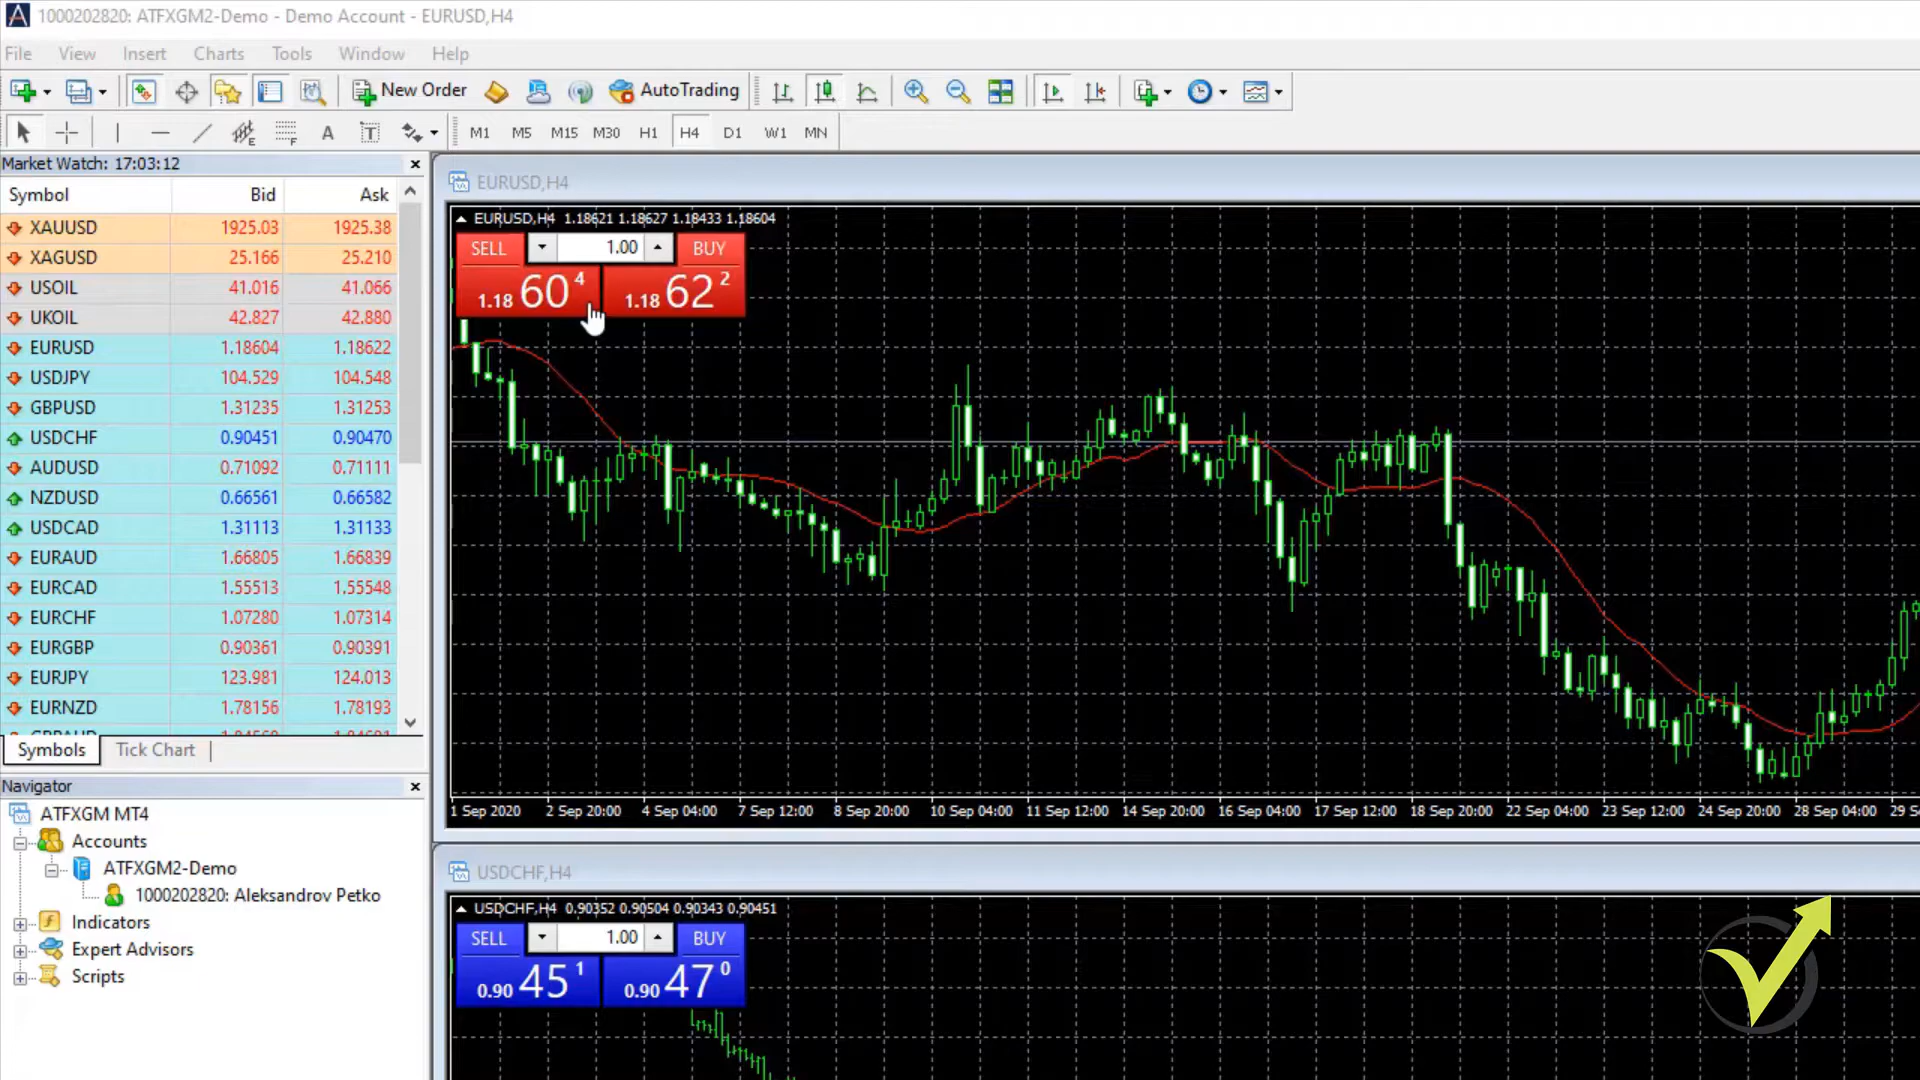 1000202820: ATFXGM2-Demo - Demo Account - EURUSD,H4
File View Insert Charts Tools Window Help
New Order AutoTrading
A T M1 M5 M15 M30 H1 H4 D1 W1 MN
Market Watch: 17:03:12
Symbol Bid Ask
XAUUSD 1925.03 1925.38
XAGUSD 25.166 25.210
USOIL 41.016 41.066
UKOIL 42.827 42.880
EURUSD 1.18604 1.18622
USDJPY 104.529 104.548
GBPUSD 1.31235 1.31253
USDCHF 0.90451 0.90470
AUDUSD 0.71092 0.71111
NZDUSD 0.66561 0.66582
USDCAD 1.31113 1.31133
EURAUD 1.66805 1.66839
EURCAD 1.55513 1.55548
EURCHF 1.07280 1.07314
EURGBP 0.90361 0.90391
EURJPY 123.981 124.013
EURNZD 1.78156 1.78193
Symbols Tick Chart
Navigator
ATFXGM MT4
Accounts
ATFXGM2-Demo
1000202820: Aleksandrov Petko
Indicators
Expert Advisors
Scripts
EURUSD,H4
EURUSD,H4 1.18621 1.18627 1.18433 1.18604
SELL 1.00 BUY
1.18 60 4 1.18 62 2
1 Sep 2020 2 Sep 20:00 4 Sep 04:00 7 Sep 12:00 8 Sep 20:00 10 Sep 04:00 11 Sep 12:00 14 Sep 20:00 16 Sep 04:00 17 Sep 12:00 18 Sep 20:00 22 Sep 04:00 23 Sep 12:00 24 Sep 20:00 28 Sep 04:00 29 S
USDCHF,H4
USDCHF,H4 0.90352 0.90504 0.90343 0.90451
SELL 1.00 BUY
0.90 45 1 0.90 47 0